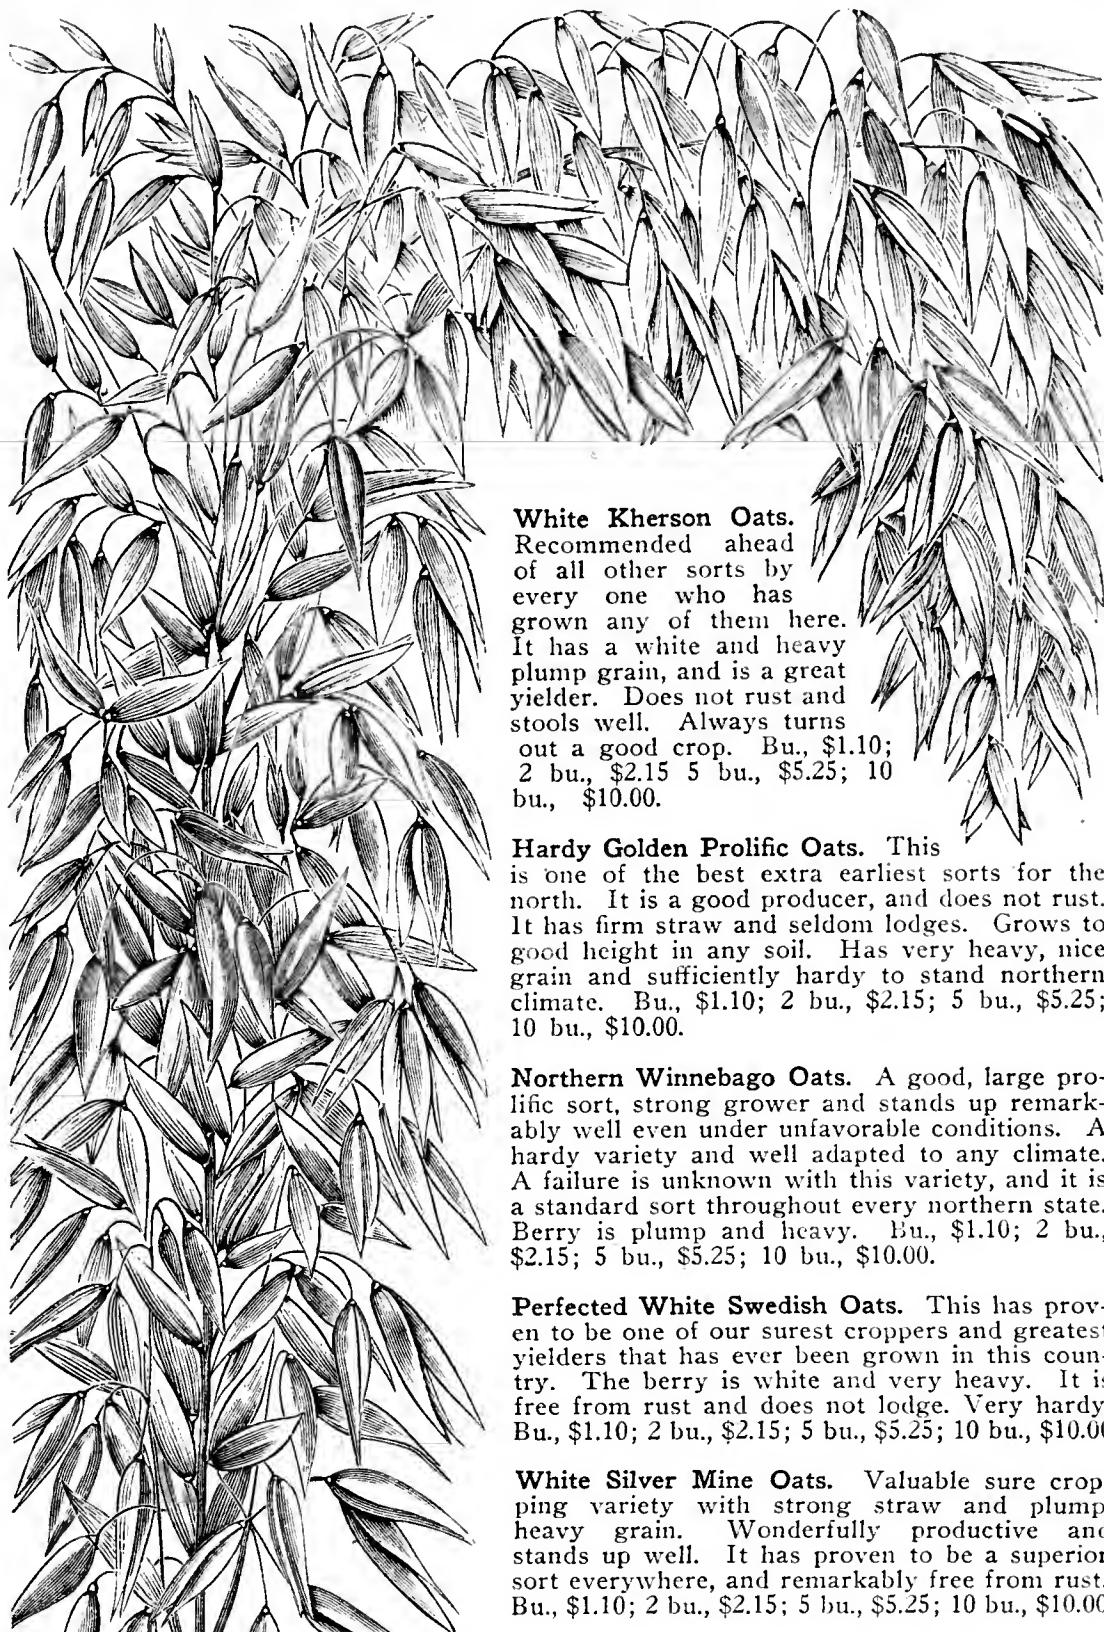 White Kherson Oats.
Recommended ahead
of all other sorts by
every one who has
grown any of them here.
It has a white and heavy
plump grain, and is a great
yielder. Does not rust and
stools well. Always turns
out a good crop. Bu., $1.10;
2 bu., $2.15 5 bu., $5.25; 10
bu., $10.00.
Hardy Golden Prolific Oats. This
is one of the best extra earliest sorts for the
north. It is a good producer, and does not rust.
It has firm straw and seldom lodges. Grows to
good height in any soil. Has very heavy, nice
grain and sufficiently hardy to stand northern
climate. Bu., $1.10; 2 bu., $2.15; 5 bu., $5.25;
10 bu., $10.00.
Northern Winnebago Oats. A good, large pro-
lific sort, strong grower and stands up remark-
ably well even under unfavorable conditions. A
hardy variety and well adapted to any climate.
A failure is unknown with this variety, and it is
a standard sort throughout every northern state.
Berry is plump and heavy. Bu., $1.10; 2 bu.,
$2.15; 5 bu., $5.25; 10 bu., $10.00.
Perfected White Swedish Oats. This has prov-
en to be one of our surest croppers and greatest
yielders that has ever been grown in this coun-
try. The berry is white and very heavy. It is
free from rust and does not lodge. Very hardy
Bu., $1.10; 2 bu., $2.15; 5 bu., $5.25; 10 bu., $10.00
White Silver Mine Oats. Valuable sure crop
ping variety with strong straw and plump
heavy grain. Wonderfully productive and
stands up well. It has proven to be a superior
sort everywhere, and remarkably free from rust.
Bu., $1.10; 2 bu., $2.15; 5 bu., $5.25; 10 bu., $10.00